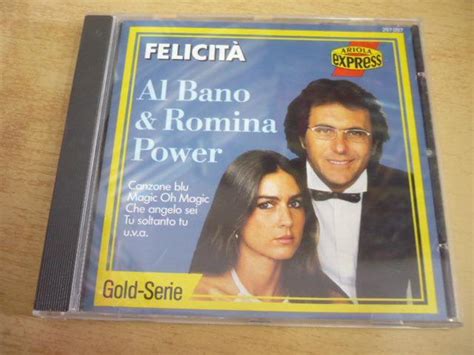 FELICITÀ
ARIOLA
express
Al Bano
& Romina
Power
Canzone blu
Magic Oh Magic
Che angelo sei
Tu soltanto tu
u.v.a.
Gold-Serie